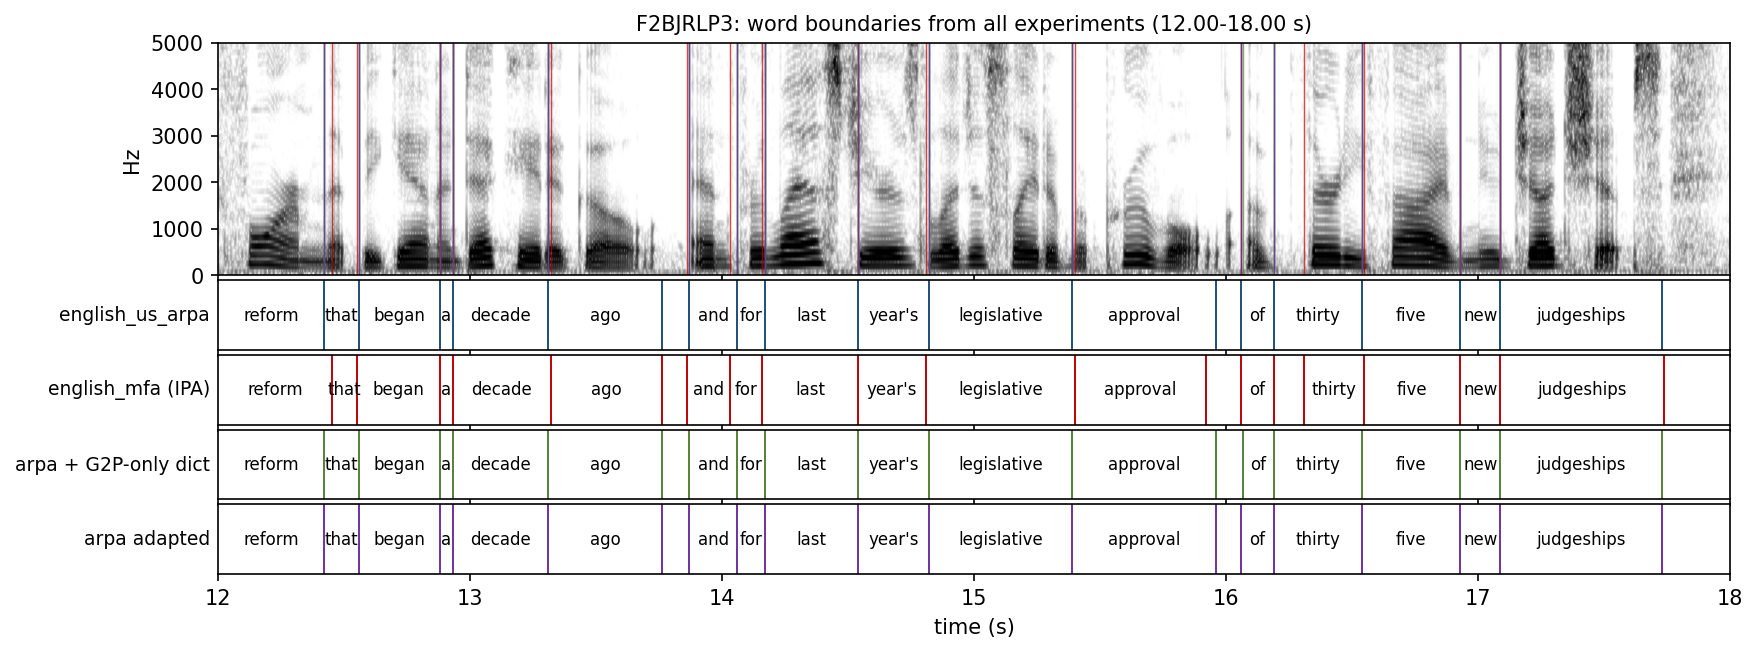 F2BJRLP3: word boundaries from all experiments (12.00-18.00 s)
5000
4000
3000
2000
1000
0
Hz
english_us_arpa reform that began a decade ago and for last year's legislative approval of thirty five new judgeships
english_mfa (IPA) reform that began a decade ago and for last year's legislative approval of thirty five new judgeships
arpa + G2P-only dict reform that began a decade ago and for last year's legislative approval of thirty five new judgeships
arpa adapted reform that began a decade ago and for last year's legislative approval of thirty five new judgeships
12 13 14 15 16 17 18
time (s)